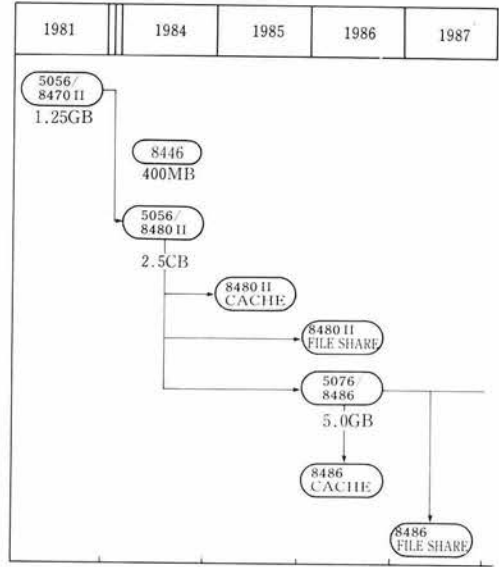 1981 1984 1985 1986 1987
5056/
8470 II
1.25GB
8446
400MB
5056/
8480 II
2.5CB
8480 II
CACHE
8480 II
FILE SHARE
5076/
8486
5.0GB
8486
CACHE
8486
FILE SHARE